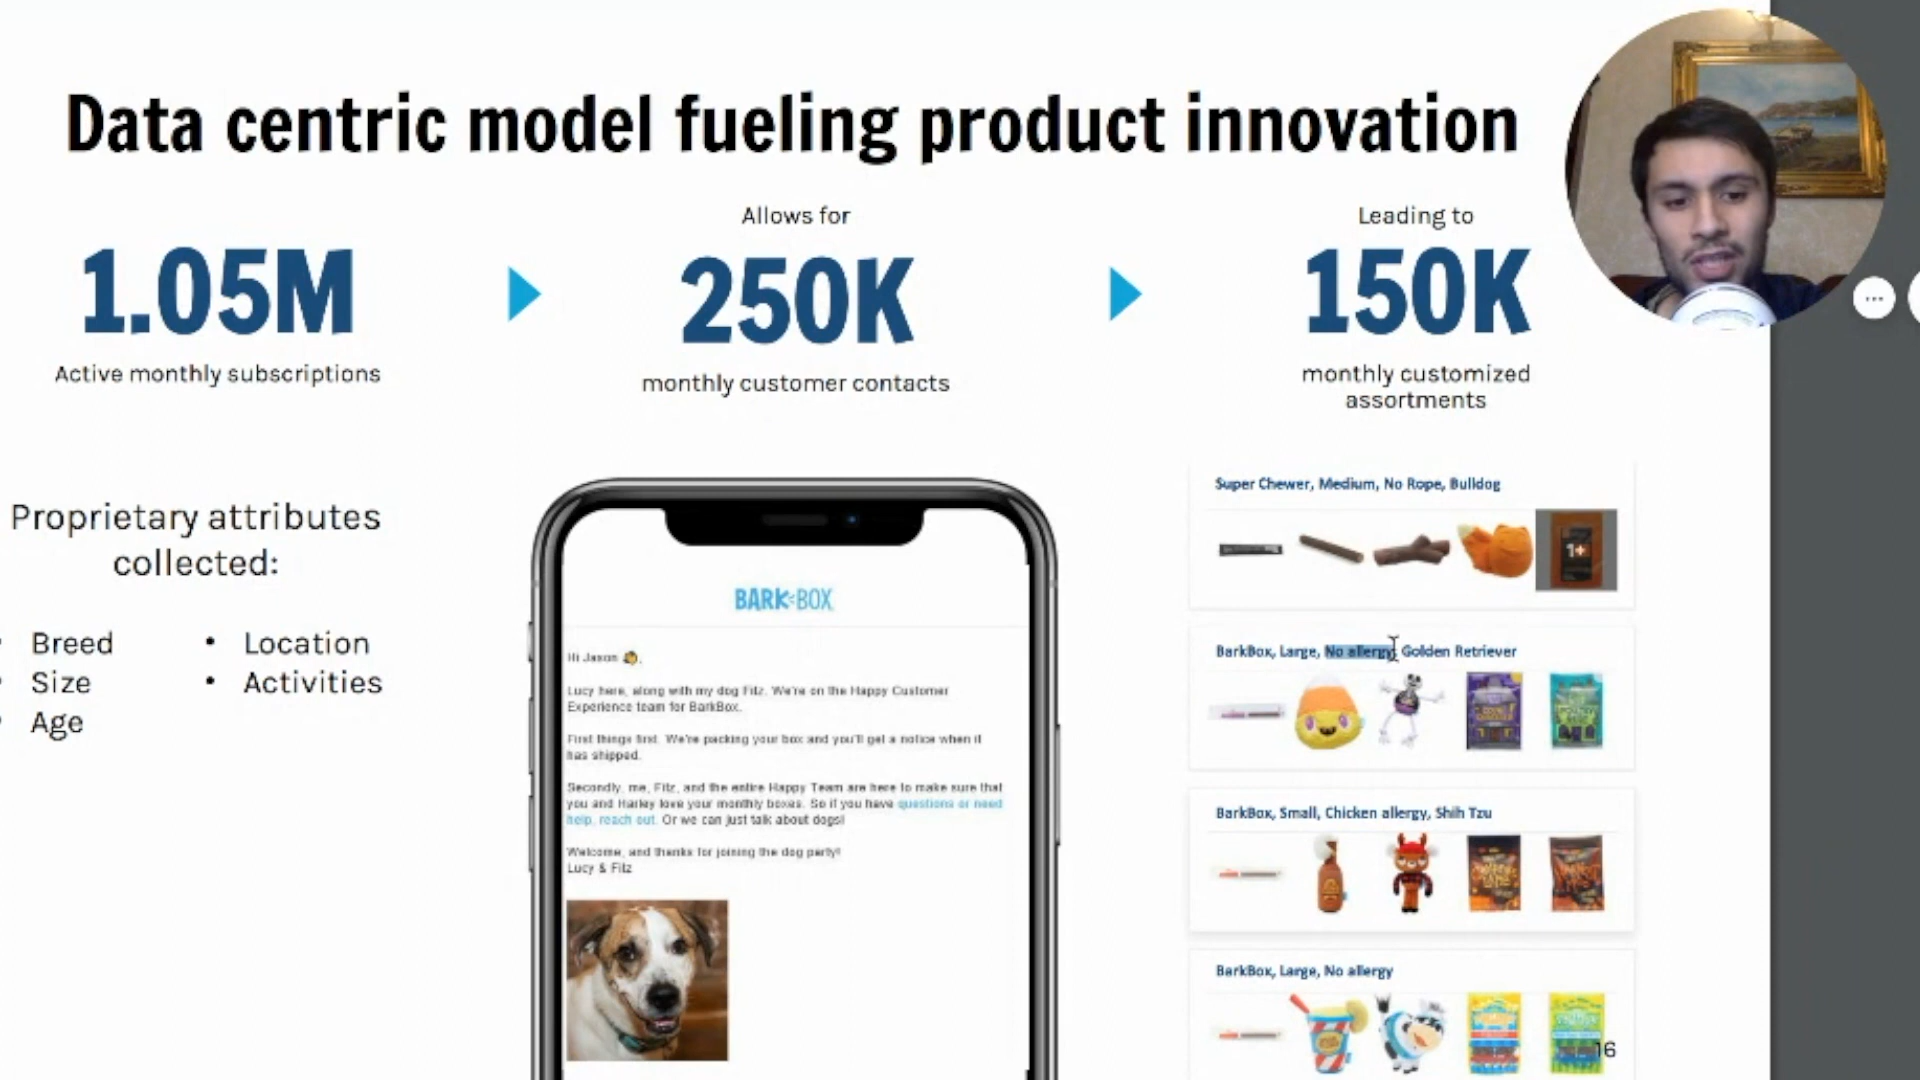 Data centric model fueling product innovation
1.05M
Active monthly subscriptions
Allows for
250K
monthly customer contacts
Leading to
150K
monthly customized
assortments
Proprietary attributes
collected:
Breed
Size
Age
• Location
• Activities
BARK BOX
Hi Jason
Lucy here, along with my dog Fitz. We're on the Happy Customer
Experience team for BarkBox.
First things first. We're packing your box and you'll get a notice when it
has shipped.
Secondly, me, Fitz, and the entire Happy Team are here to make sure that
you and Harley love your monthly boxes. So if you have questions or need
help, reach out. Or we can just talk about dogs!
Welcome, and thanks for joining the dog party!
Lucy & Fitz
Super Chewer, Medium, No Rope, Bulldog
1+
BarkBox, Large, No allergy, Golden Retriever
BarkBox, Small, Chicken allergy, Shih Tzu
BarkBox, Large, No allergy
16